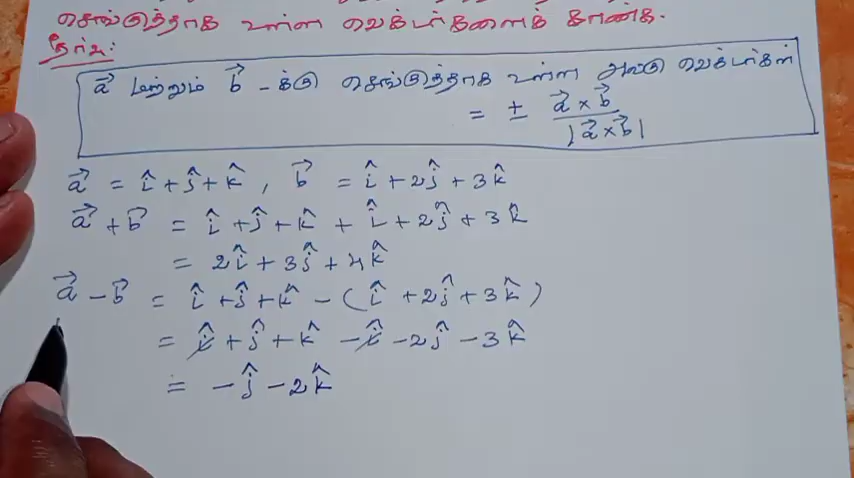 செங்குத்தாக உள்ள வெக்டர்களைக் காண்க.
தீர்வு:
a⃗ மற்றும் b⃗ -க்கு செங்குத்தாக உள்ள அலகு வெக்டர்கள்
= ± (a⃗ × b⃗) / |a⃗ × b⃗|
a⃗ = î + ĵ + k̂ , b⃗ = î + 2ĵ + 3k̂
a⃗ + b⃗ = î + ĵ + k̂ + î + 2ĵ + 3k̂
= 2î + 3ĵ + 4k̂
a⃗ - b⃗ = î + ĵ + k̂ - (î + 2ĵ + 3k̂)
= î + ĵ + k̂ - î - 2ĵ - 3k̂
= -ĵ - 2k̂